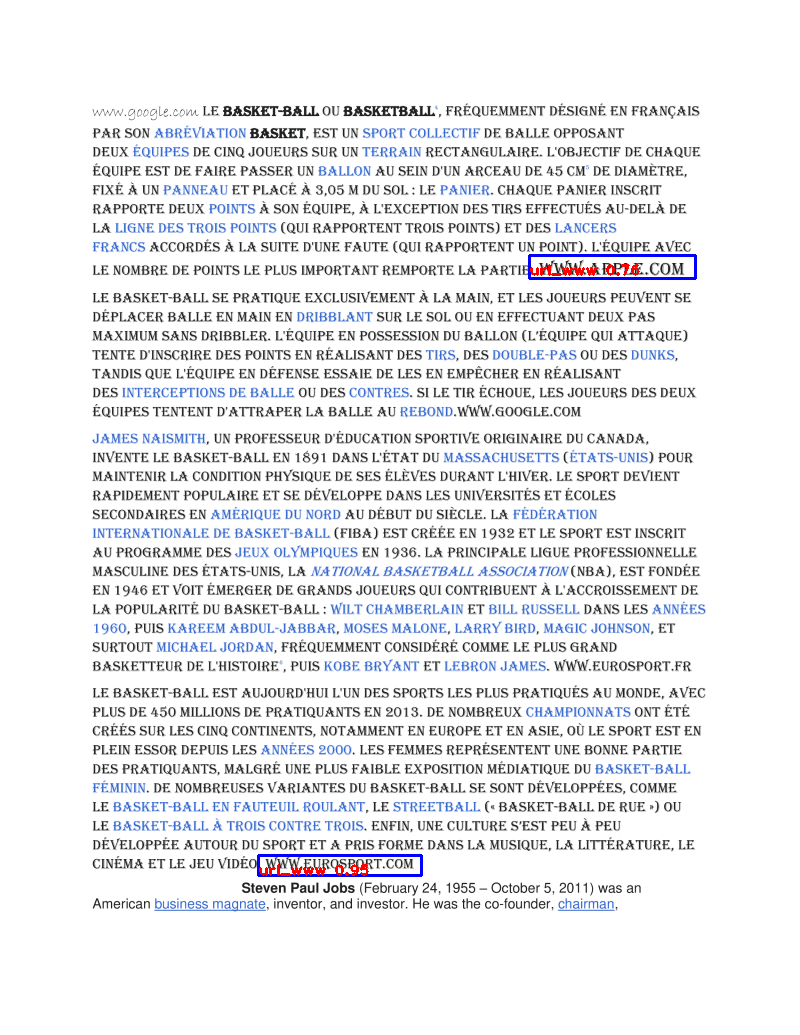 www.google.com LE BASKET-BALL OU BASKETBALL, FRÉQUEMMENT DÉSIGNÉ EN FRANÇAIS
PAR SON ABRÉVIATION BASKET, EST UN SPORT COLLECTIF DE BALLE OPPOSANT
DEUX ÉQUIPES DE CINQ JOUEURS SUR UN TERRAIN RECTANGULAIRE. L'OBJECTIF DE CHAQUE
ÉQUIPE EST DE FAIRE PASSER UN BALLON AU SEIN D'UN ARCEAU DE 45 CM DE DIAMÈTRE,
FIXÉ À UN PANNEAU ET PLACÉ À 3,05 M DU SOL : LE PANIER. CHAQUE PANIER INSCRIT
RAPPORTE DEUX POINTS À SON ÉQUIPE, À L'EXCEPTION DES TIRS EFFECTUÉS AU-DELÀ DE
LA LIGNE DES TROIS POINTS (QUI RAPPORTENT TROIS POINTS) ET DES LANCERS
FRANCS ACCORDÉS À LA SUITE D'UNE FAUTE (QUI RAPPORTENT UN POINT). L'ÉQUIPE AVEC
LE NOMBRE DE POINTS LE PLUS IMPORTANT REMPORTE LA PARTIE WWW.APPLE.COM
url_www
LE BASKET-BALL SE PRATIQUE EXCLUSIVEMENT À LA MAIN, ET LES JOUEURS PEUVENT SE
DÉPLACER BALLE EN MAIN EN DRIBBLANT SUR LE SOL OU EN EFFECTUANT DEUX PAS
MAXIMUM SANS DRIBBLER. L'ÉQUIPE EN POSSESSION DU BALLON (L'ÉQUIPE QUI ATTAQUE)
TENTE D'INSCRIRE DES POINTS EN RÉALISANT DES TIRS, DES DOUBLE-PAS OU DES DUNKS,
TANDIS QUE L'ÉQUIPE EN DÉFENSE ESSAIE DE LES EN EMPÊCHER EN RÉALISANT
DES INTERCEPTIONS DE BALLE OU DES CONTRES. SI LE TIR ÉCHOUE, LES JOUEURS DES DEUX
ÉQUIPES TENTENT D'ATTRAPER LA BALLE AU REBOND.WWW.GOOGLE.COM
JAMES NAISMITH, UN PROFESSEUR D'ÉDUCATION SPORTIVE ORIGINAIRE DU CANADA,
INVENTE LE BASKET-BALL EN 1891 DANS L'ÉTAT DU MASSACHUSETTS (ÉTATS-UNIS) POUR
MAINTENIR LA CONDITION PHYSIQUE DE SES ÉLÈVES DURANT L'HIVER. LE SPORT DEVIENT
RAPIDEMENT POPULAIRE ET SE DÉVELOPPE DANS LES UNIVERSITÉS ET ÉCOLES
SECONDAIRES EN AMÉRIQUE DU NORD AU DÉBUT DU SIÈCLE. LA FÉDÉRATION
INTERNATIONALE DE BASKET-BALL (FIBA) EST CRÉÉE EN 1932 ET LE SPORT EST INSCRIT
AU PROGRAMME DES JEUX OLYMPIQUES EN 1936. LA PRINCIPALE LIGUE PROFESSIONNELLE
MASCULINE DES ÉTATS-UNIS, LA NATIONAL BASKETBALL ASSOCIATION (NBA), EST FONDÉE
EN 1946 ET VOIT ÉMERGER DE GRANDS JOUEURS QUI CONTRIBUENT À L'ACCROISSEMENT DE
LA POPULARITÉ DU BASKET-BALL : WILT CHAMBERLAIN ET BILL RUSSELL DANS LES ANNÉES
1960, PUIS KAREEM ABDUL-JABBAR, MOSES MALONE, LARRY BIRD, MAGIC JOHNSON, ET
SURTOUT MICHAEL JORDAN, FRÉQUEMMENT CONSIDÉRÉ COMME LE PLUS GRAND
BASKETTEUR DE L'HISTOIRE, PUIS KOBE BRYANT ET LEBRON JAMES. WWW.EUROSPORT.FR
LE BASKET-BALL EST AUJOURD'HUI L'UN DES SPORTS LES PLUS PRATIQUÉS AU MONDE, AVEC
PLUS DE 450 MILLIONS DE PRATIQUANTS EN 2013. DE NOMBREUX CHAMPIONNATS ONT ÉTÉ
CRÉÉS SUR LES CINQ CONTINENTS, NOTAMMENT EN EUROPE ET EN ASIE, OÙ LE SPORT EST EN
PLEIN ESSOR DEPUIS LES ANNÉES 2000. LES FEMMES REPRÉSENTENT UNE BONNE PARTIE
DES PRATIQUANTS, MALGRÉ UNE PLUS FAIBLE EXPOSITION MÉDIATIQUE DU BASKET-BALL
FÉMININ. DE NOMBREUSES VARIANTES DU BASKET-BALL SE SONT DÉVELOPPÉES, COMME
LE BASKET-BALL EN FAUTEUIL ROULANT, LE STREETBALL (« BASKET-BALL DE RUE ») OU
LE BASKET-BALL À TROIS CONTRE TROIS. ENFIN, UNE CULTURE S'EST PEU À PEU
DÉVELOPPÉE AUTOUR DU SPORT ET A PRIS FORME DANS LA MUSIQUE, LA LITTÉRATURE, LE
CINÉMA ET LE JEU VIDÉO. WWW.EUROSPORT.COM
url_www 0.95
Steven Paul Jobs (February 24, 1955 – October 5, 2011) was an
American business magnate, inventor, and investor. He was the co-founder, chairman,